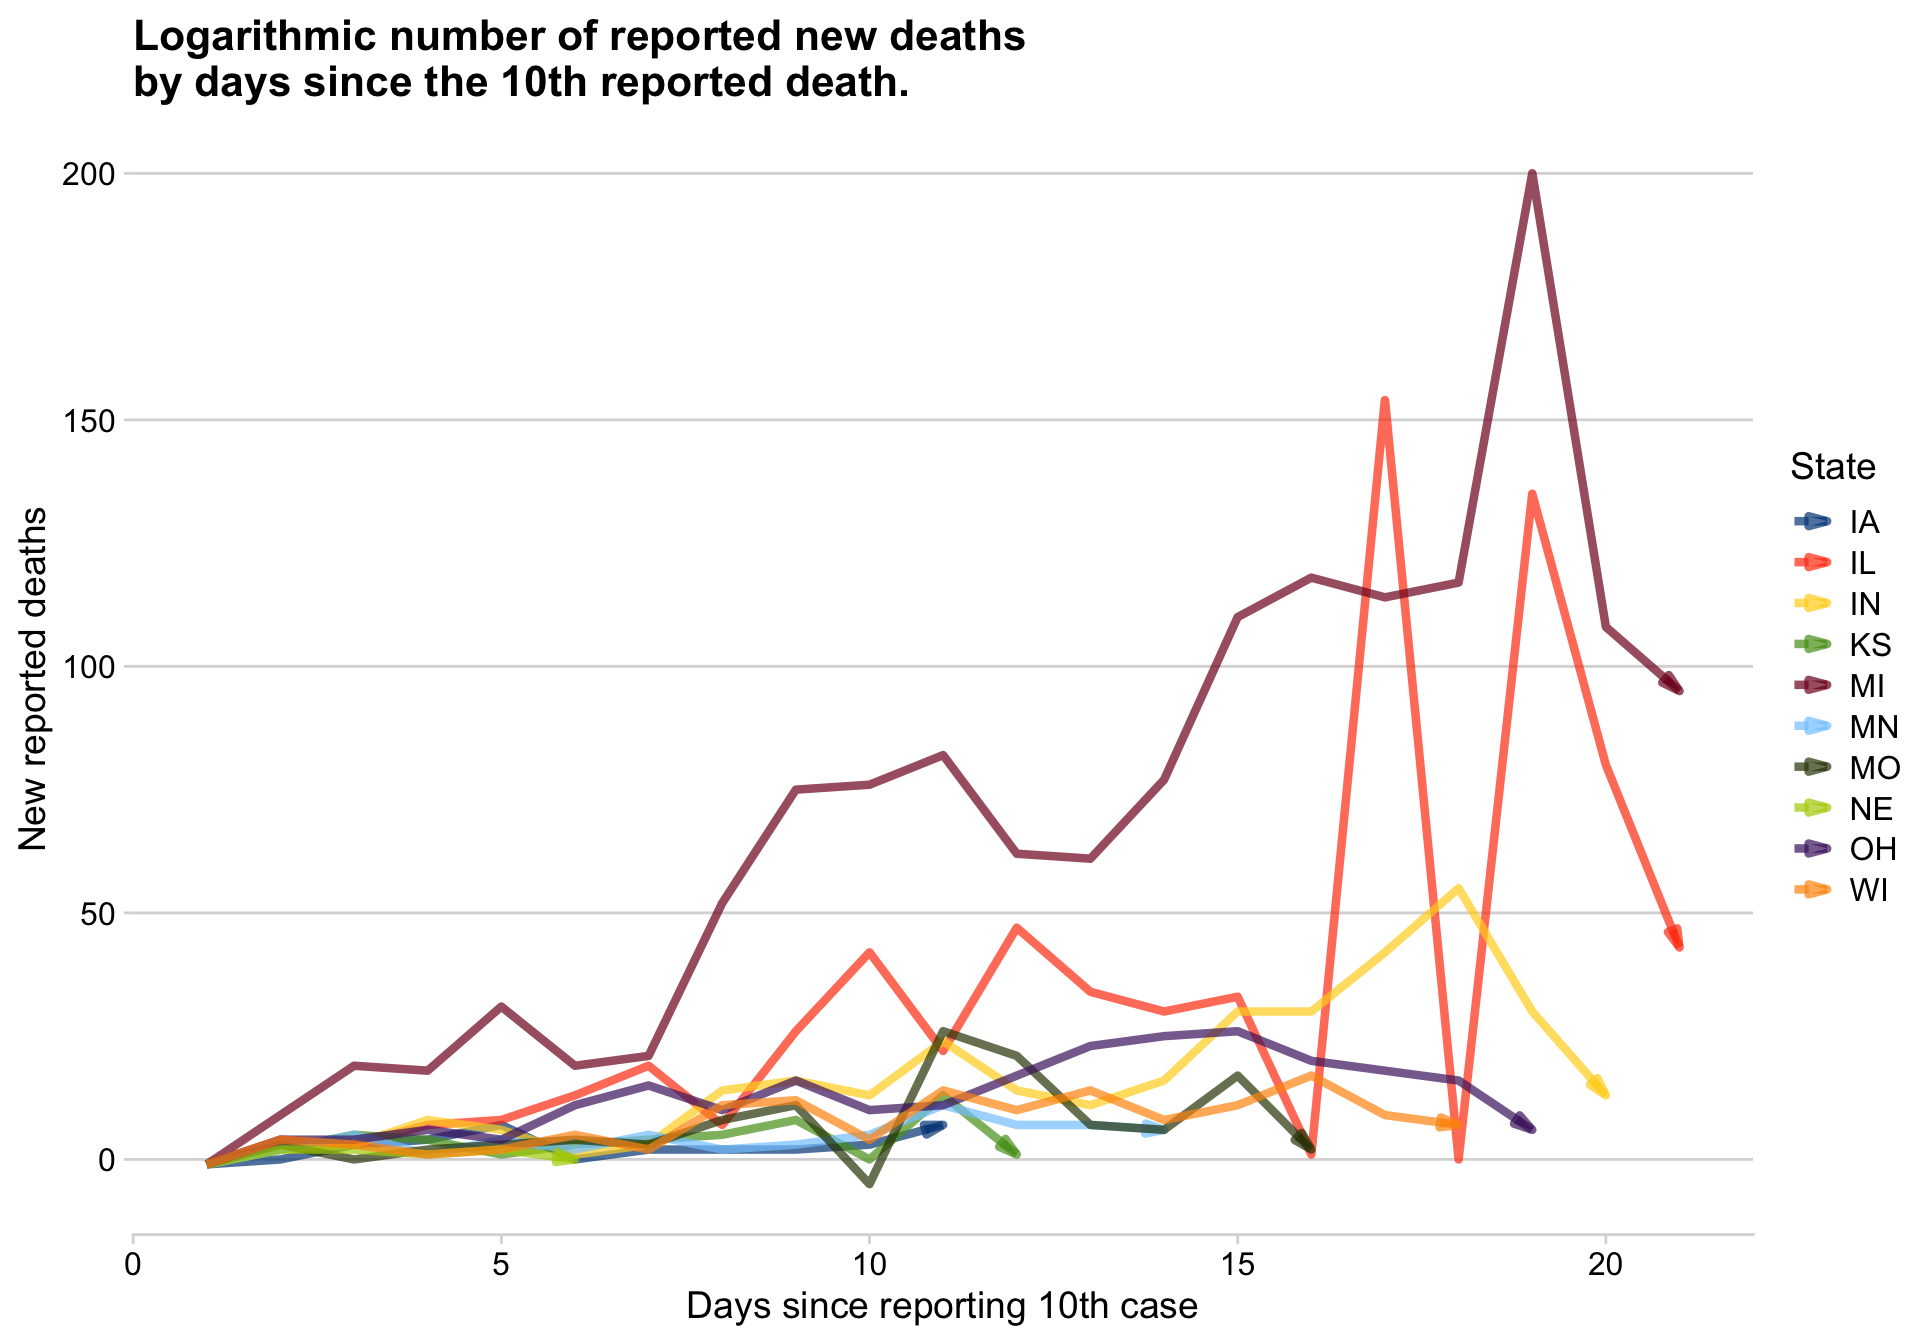 Logarithmic number of reported new deaths
by days since the 10th reported death.
200
150
100
50
0
New reported deaths
0 5 10 15 20
Days since reporting 10th case
State
IA
IL
IN
KS
MI
MN
MO
NE
OH
WI